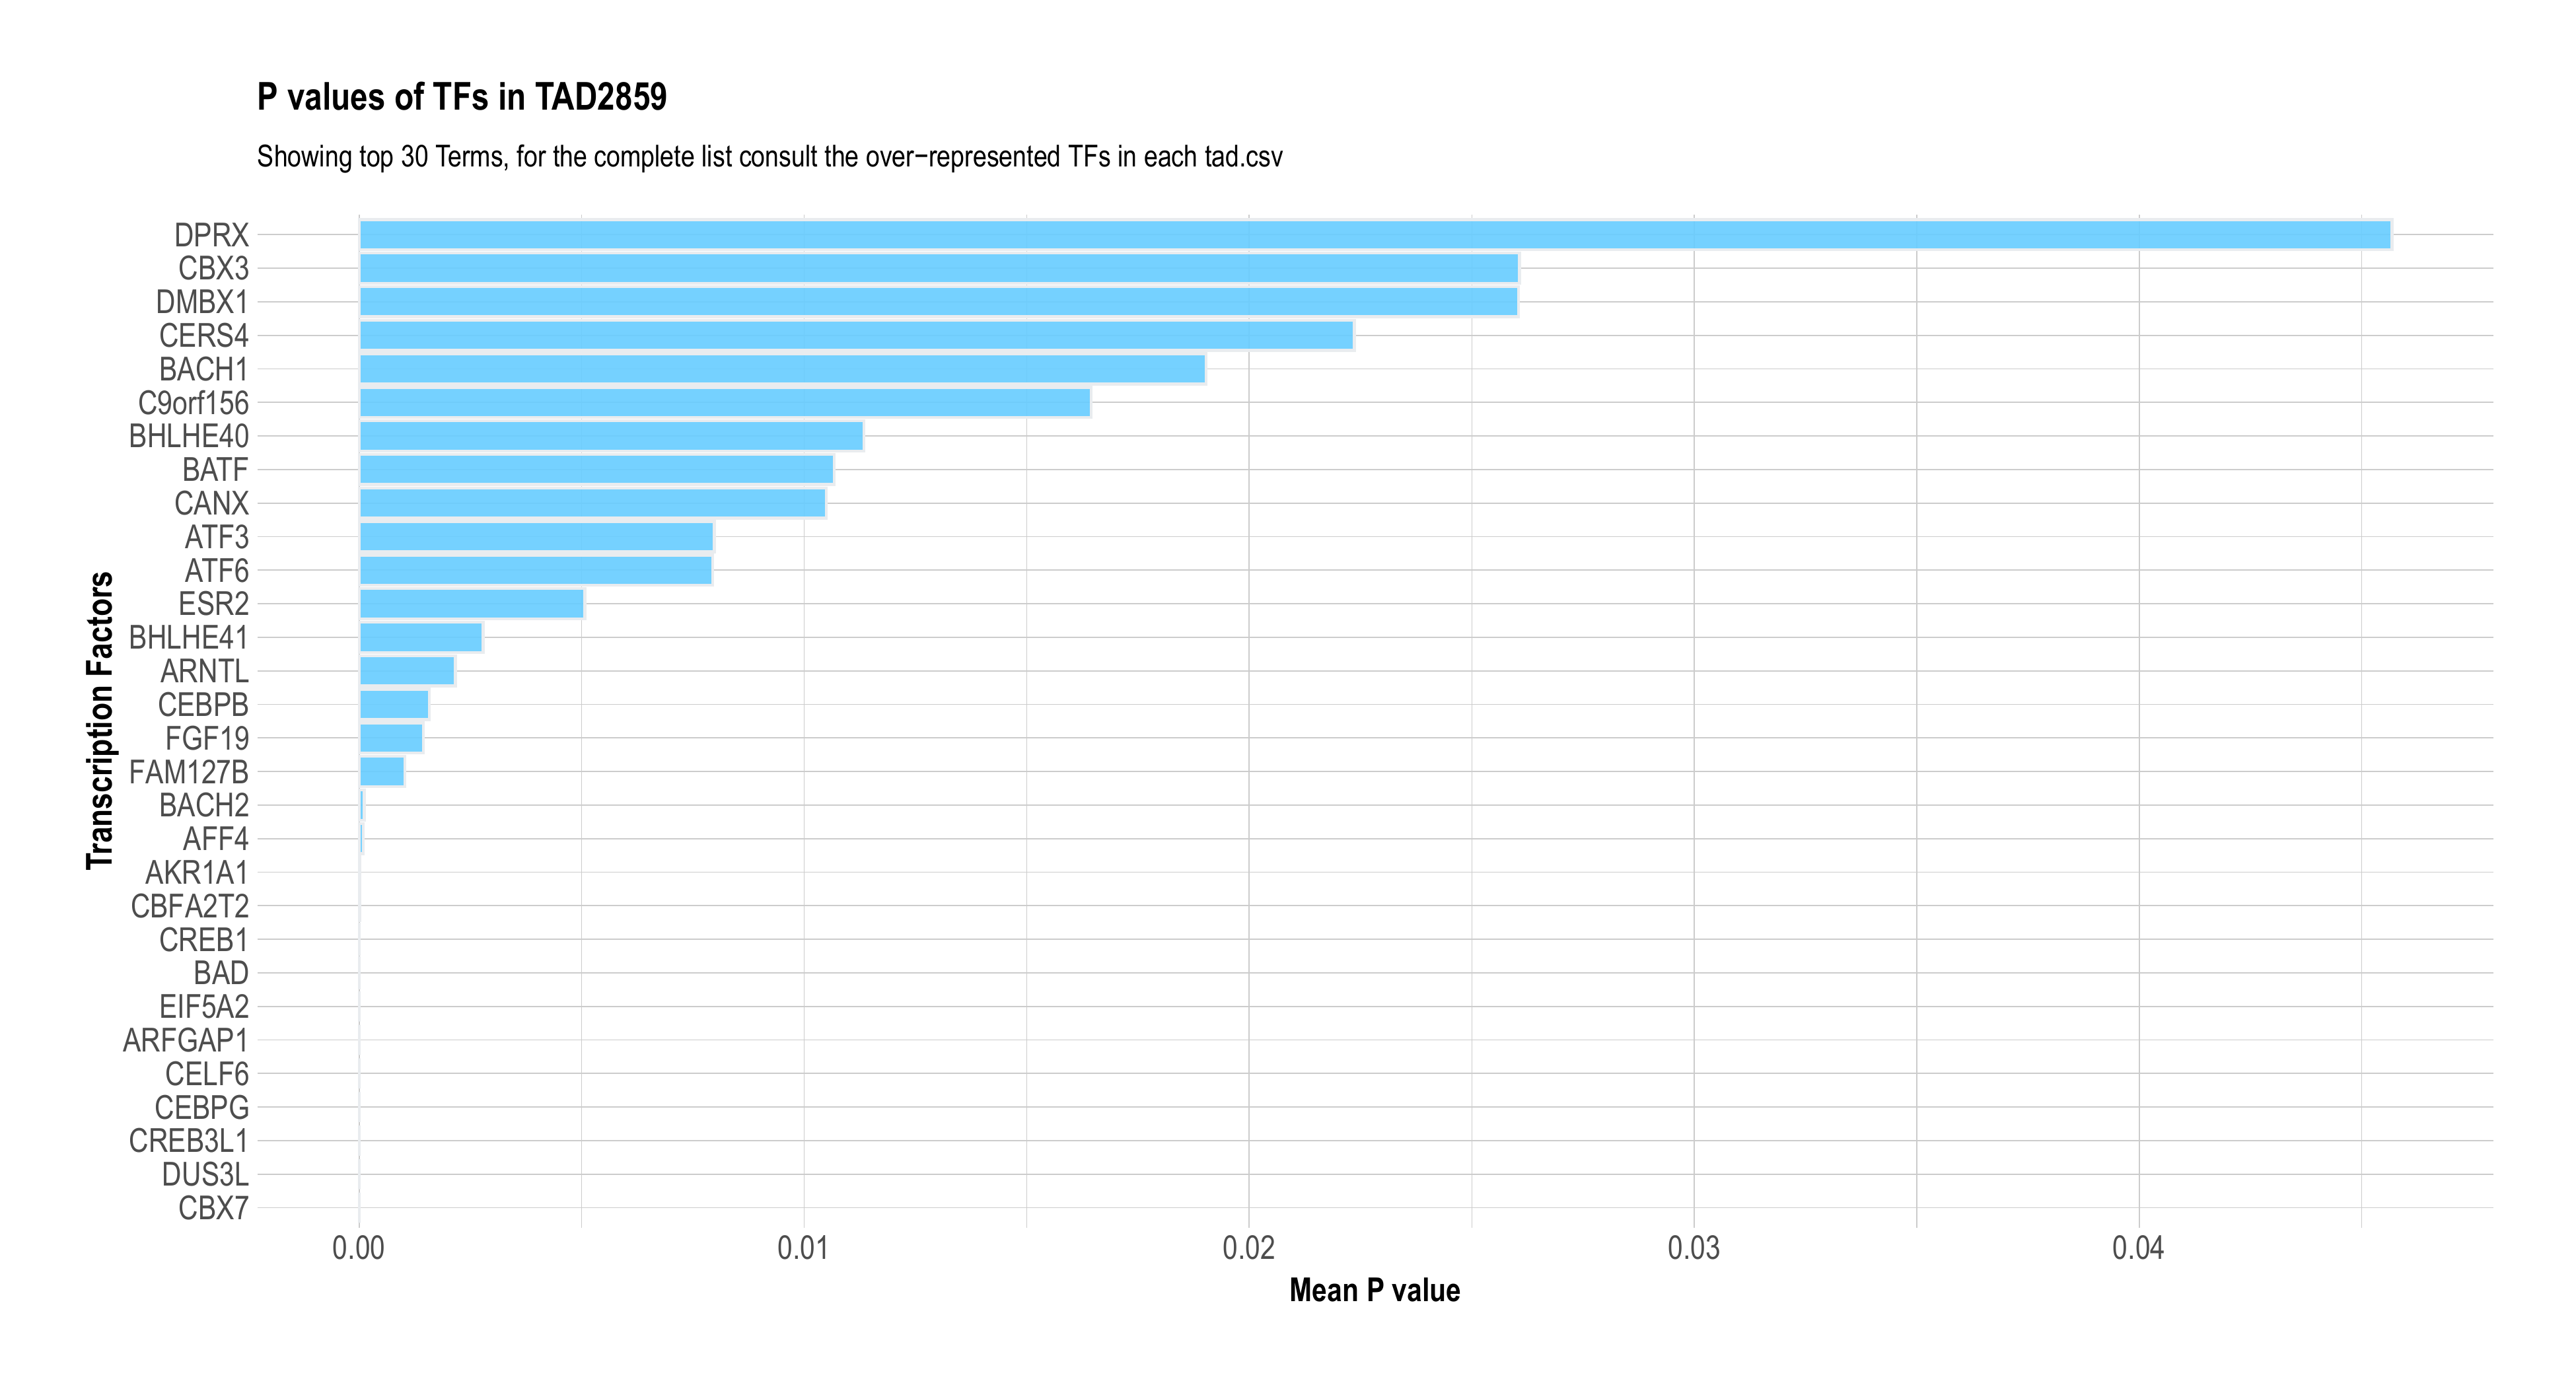 P values of TFs in TAD2859
Showing top 30 Terms, for the complete list consult the over−represented TFs in each tad.csv
Transcription Factors
DPRX
CBX3
DMBX1
CERS4
BACH1
C9orf156
BHLHE40
BATF
CANX
ATF3
ATF6
ESR2
BHLHE41
ARNTL
CEBPB
FGF19
FAM127B
BACH2
AFF4
AKR1A1
CBFA2T2
CREB1
BAD
EIF5A2
ARFGAP1
CELF6
CEBPG
CREB3L1
DUS3L
CBX7
0.00 0.01 0.02 0.03 0.04
Mean P value